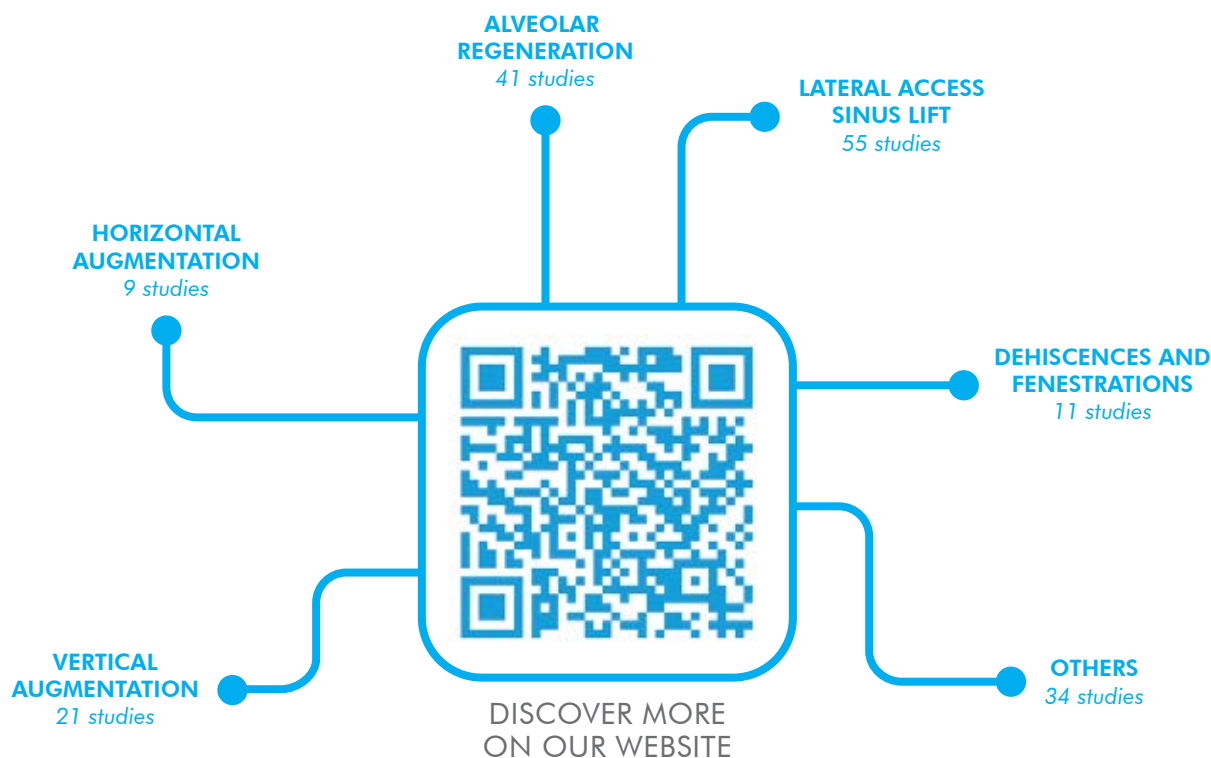 ALVEOLAR
REGENERATION
41 studies
LATERAL ACCESS
SINUS LIFT
55 studies
HORIZONTAL
AUGMENTATION
9 studies
DEHISCENCES AND
FENESTRATIONS
11 studies
VERTICAL
AUGMENTATION
21 studies
OTHERS
34 studies
DISCOVER MORE
ON OUR WEBSITE